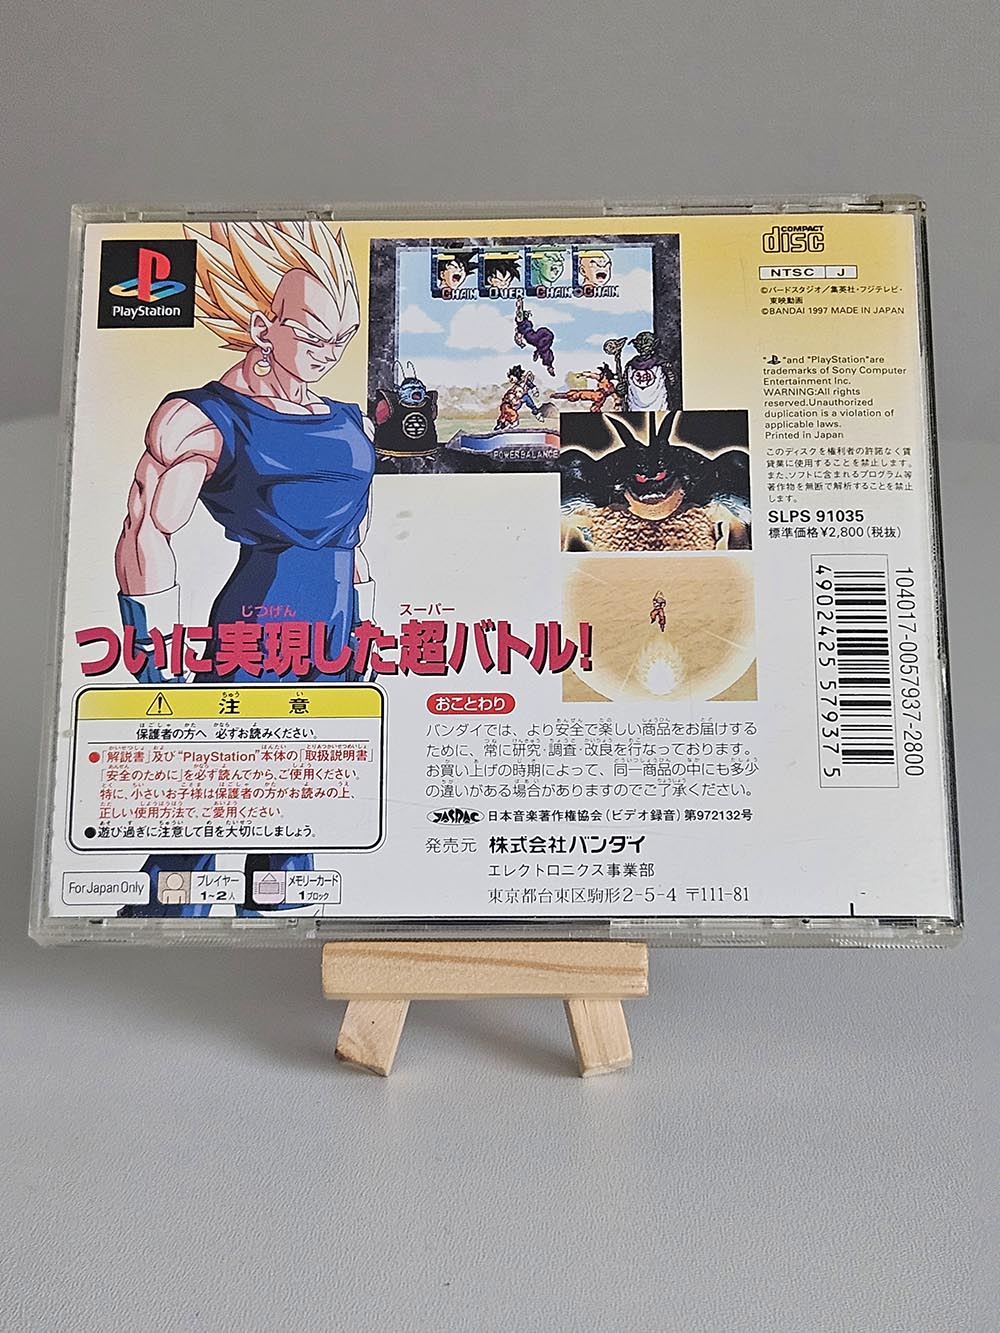 PlayStation
CHAIN OVER CHAIN CHAIN
神
POWERBALANCE
COMPACT
disc
NTSC J
©バードスタジオ／集英社・フジテレビ・
東映動画
©BANDAI 1997 MADE IN JAPAN
"PS"and "PlayStation"are
trademarks of Sony Computer
Entertainment Inc.
WARNING:All rights
reserved.Unauthorized
duplication is a violation of
applicable laws.
Printed in Japan
このディスクを権利者の許諾なく賃
貸業に使用することを禁止します。
また、ソフトに含まれるプログラム等
著作物を無断で解析することを禁止
します。
SLPS 91035
標準価格¥2,800(税抜)
104017-0057937-2800
4902425579375
じつげん スーパー
ついに実現した超バトル!
注意
保護者の方へ 必ずお読みください。
●「解説書」及び"PlayStation"本体の「取扱説明書」
「安全のために」を必ず読んでから、ご使用ください。
特に、小さいお子様は保護者の方がお読みの上、
正しい使用方法で、ご愛用ください。
●遊び過ぎに注意して目を大切にしましょう。
For Japan Only
プレイヤー
1~2人
メモリーカード
1ブロック
おことわり
バンダイでは、より安全で楽しい商品をお届けする
ために、常に研究・調査・改良を行なっております。
お買い上げの時期によって、同一商品の中にも多少
の違いがある場合がありますのでご了承ください。
JASRAC 日本音楽著作権協会(ビデオ録音)第972132号
発売元 株式会社バンダイ
エレクトロニクス事業部
東京都台東区駒形2-5-4 〒111-81